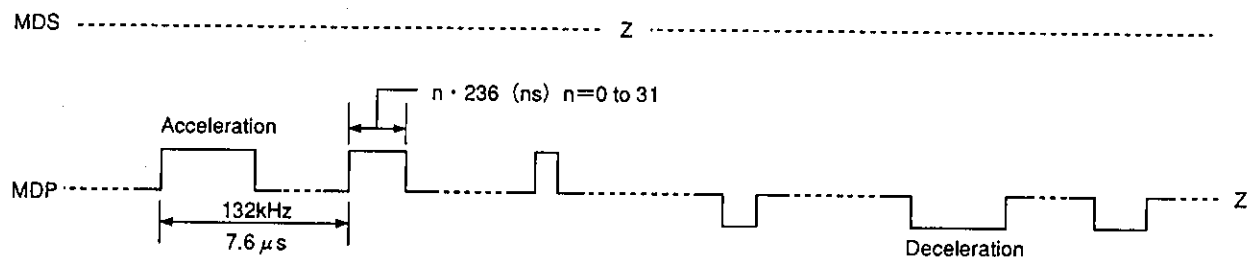 MDS Z
n · 236 (ns) n=0 to 31
Acceleration
MDP Z
132kHz
7.6 μs
Deceleration